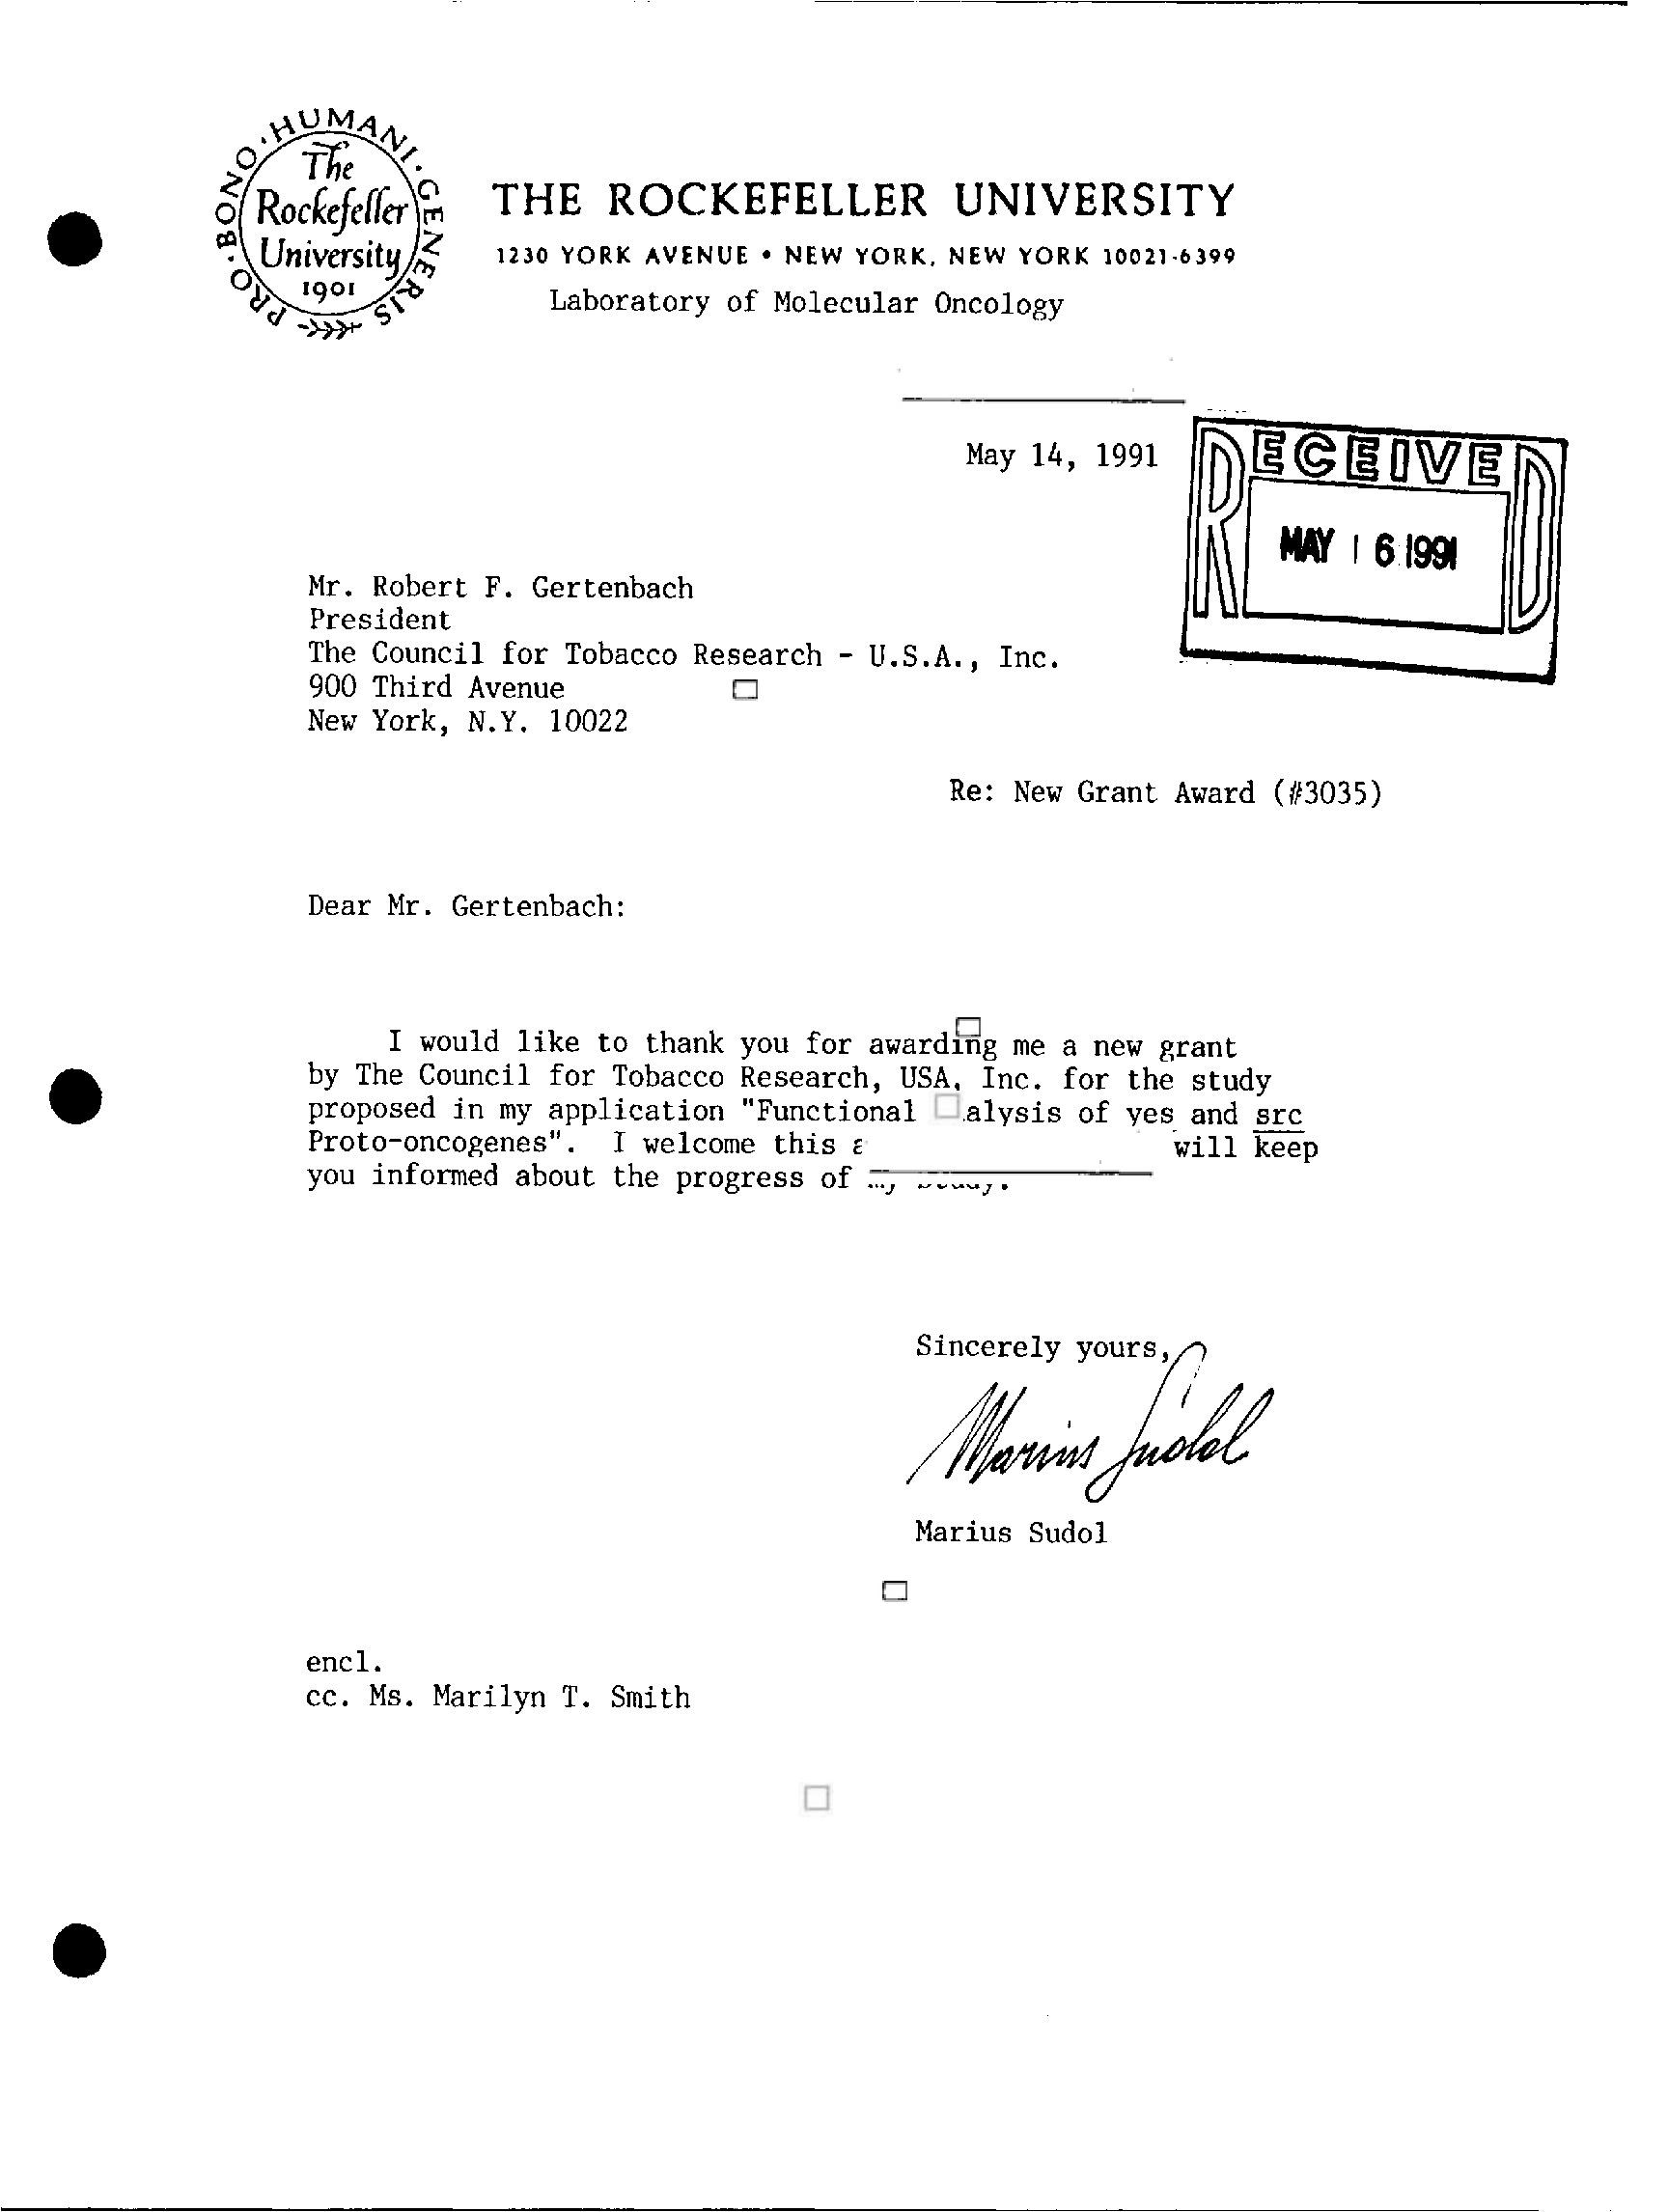 PRO·BONO·HUMANI·GENERIS
The
Rockefeller
University
1901
THE ROCKEFELLER UNIVERSITY
1230 YORK AVENUE • NEW YORK, NEW YORK 10021-6399
Laboratory of Molecular Oncology
May 14, 1991
RECEIVED
MAY 16 1991
Mr. Robert F. Gertenbach
President
The Council for Tobacco Research - U.S.A., Inc.
900 Third Avenue
New York, N.Y. 10022
Re: New Grant Award (#3035)
Dear Mr. Gertenbach:
I would like to thank you for awarding me a new grant
by The Council for Tobacco Research, USA, Inc. for the study
proposed in my application "Functional alysis of yes and src
Proto-oncogenes". I welcome this will keep
you informed about the progress of
Sincerely yours,
Marius Sudol
Marius Sudol
encl.
cc. Ms. Marilyn T. Smith